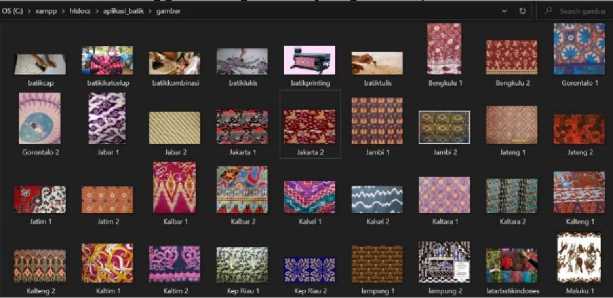 OS (C:) > xampp > htdocs > aplikasi_batik > gambar
Search gambar
batikcap
batikikatcelup
batikkombinasi
batiklukis
batikprinting
batiktulis
Bengkulu 1
Bengkulu 2
Gorontalo 1
Gorontalo 2
Jabar 1
Jabar 2
Jakarta 1
Jakarta 2
Jambi 1
Jambi 2
Jateng 1
Jateng 2
Jatim 1
Jatim 2
Kalbar 1
Kalbar 2
Kalsel 1
Kalsel 2
Kaltara 1
Kaltara 2
Kalteng 1
Kalteng 2
Kaltim 1
Kaltim 2
Kep Riau 1
Kep Riau 2
lampung 1
lampung 2
latarbatikindones
Maluku 1